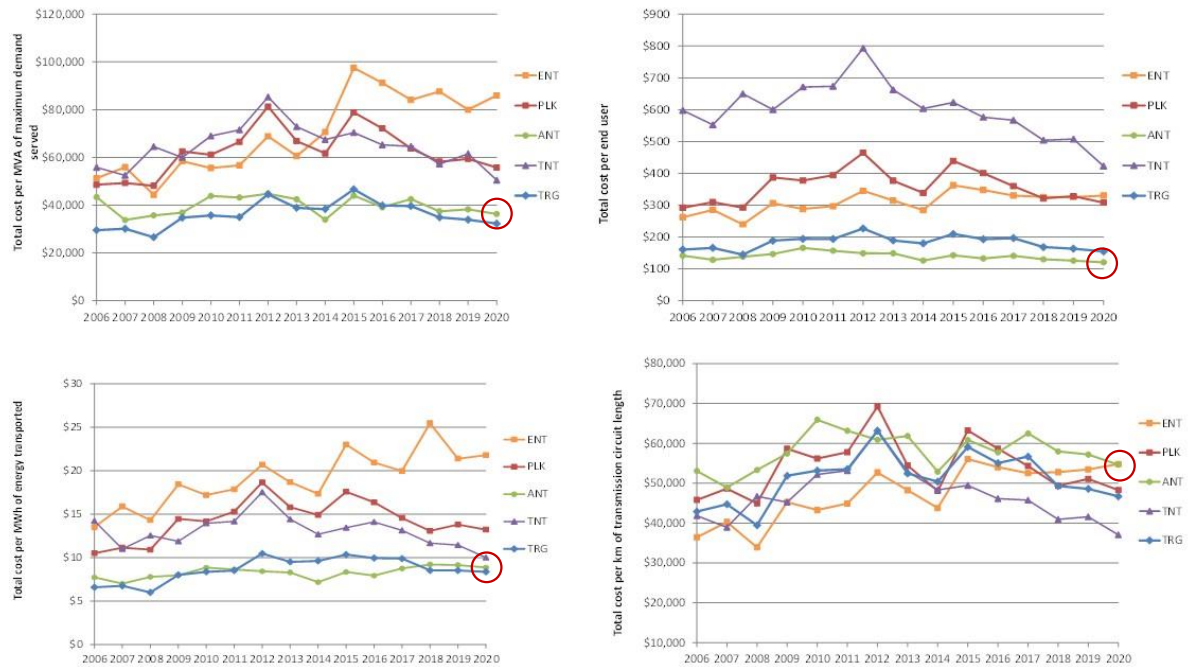 Total cost per MVA of maximum demand
served
$120,000
$100,000
$80,000
$60,000
$40,000
$20,000
$0
2006 2007 2008 2009 2010 2011 2012 2013 2014 2015 2016 2017 2018 2019 2020
ENT
PLK
ANT
TNT
TRG
Total cost per end user
$900
$800
$700
$600
$500
$400
$300
$200
$100
$0
2006 2007 2008 2009 2010 2011 2012 2013 2014 2015 2016 2017 2018 2019 2020
ENT
PLK
ANT
TNT
TRG
Total cost per MWh of energy transported
$30
$25
$20
$15
$10
$5
$0
2006 2007 2008 2009 2010 2011 2012 2013 2014 2015 2016 2017 2018 2019 2020
ENT
PLK
ANT
TNT
TRG
Total cost per km of transmission circuit length
$80,000
$70,000
$60,000
$50,000
$40,000
$30,000
$20,000
$10,000
2006 2007 2008 2009 2010 2011 2012 2013 2014 2015 2016 2017 2018 2019 2020
ENT
PLK
ANT
TNT
TRG